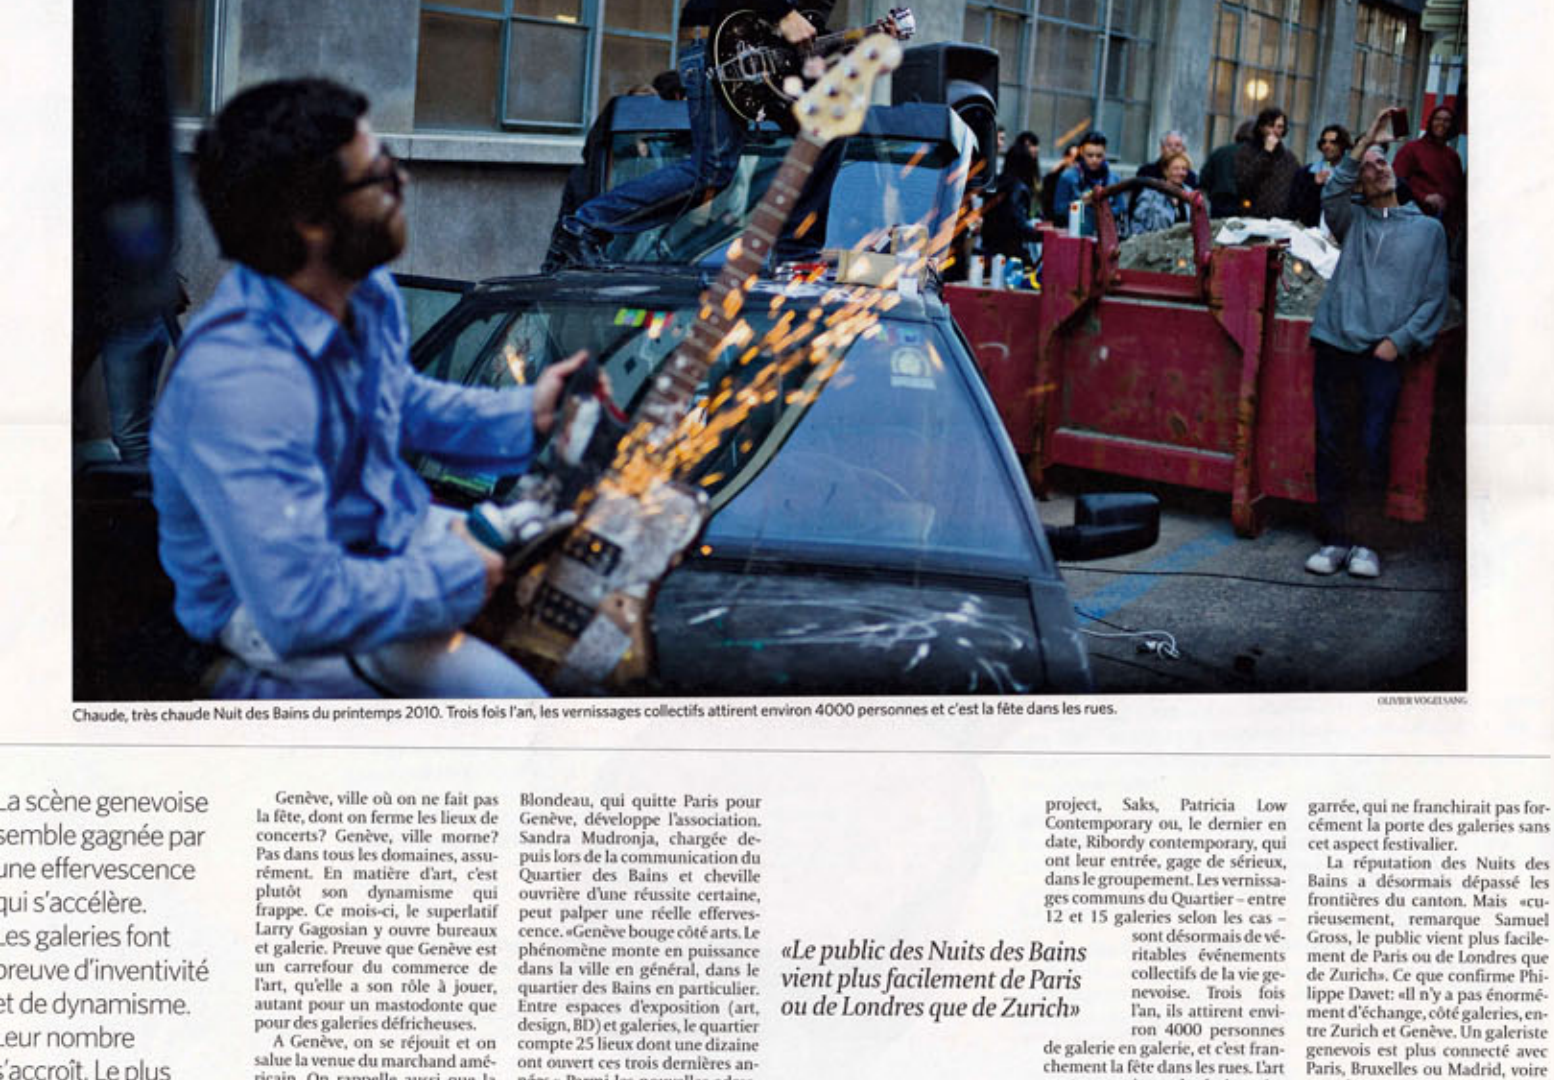 Chaude, très chaude Nuit des Bains du printemps 2010. Trois fois l'an, les vernissages collectifs attirent environ 4000 personnes et c'est la fête dans les rues.
OLIVIER VOGELSANG
La scène genevoise
semble gagnée par
une effervescence
qui s'accélère.
Les galeries font
preuve d'inventivité
et de dynamisme.
Leur nombre
s'accroît. Le plus
Genève, ville où on ne fait pas
la fête, dont on ferme les lieux de
concerts? Genève, ville morne?
Pas dans tous les domaines, assu-
rément. En matière d'art, c'est
plutôt son dynamisme qui
frappe. Ce mois-ci, le superlatif
Larry Gagosian y ouvre bureaux
et galerie. Preuve que Genève est
un carrefour du commerce de
l'art, qu'elle a son rôle à jouer,
autant pour un mastodonte que
pour des galeries défricheuses.
A Genève, on se réjouit et on
salue la venue du marchand amé-
ricain. On rappelle aussi que la
Blondeau, qui quitte Paris pour
Genève, développe l'association.
Sandra Mudronja, chargée de-
puis lors de la communication du
Quartier des Bains et cheville
ouvrière d'une réussite certaine,
peut palper une réelle efferves-
cence. «Genève bouge côté arts. Le
phénomène monte en puissance
dans la ville en général, dans le
quartier des Bains en particulier.
Entre espaces d'exposition (art,
design, BD) et galeries, le quartier
compte 25 lieux dont une dizaine
ont ouvert ces trois dernières an-
nées.» Parmi les nouvelles
«Le public des Nuits des Bains
vient plus facilement de Paris
ou de Londres que de Zurich»
project, Saks, Patricia Low
Contemporary ou, le dernier en
date, Ribordy contemporary, qui
ont leur entrée, gage de sérieux,
dans le groupement. Les vernissa-
ges communs du Quartier – entre
12 et 15 galeries selon les cas –
sont désormais de vé-
ritables événements
collectifs de la vie ge-
nevoise. Trois fois
l'an, ils attirent envi-
ron 4000 personnes
de galerie en galerie, et c'est fran-
chement la fête dans les rues. L'art
garrée, qui ne franchirait pas for-
cément la porte des galeries sans
cet aspect festivalier.
La réputation des Nuits des
Bains a désormais dépassé les
frontières du canton. Mais «cu-
rieusement, remarque Samuel
Gross, le public vient plus facile-
ment de Paris ou de Londres que
de Zurich». Ce que confirme Phi-
lippe Davet: «Il n'y a pas énormé-
ment d'échange, côté galeries, en-
tre Zurich et Genève. Un galeriste
genevois est plus connecté avec
Paris, Bruxelles ou Madrid, voire